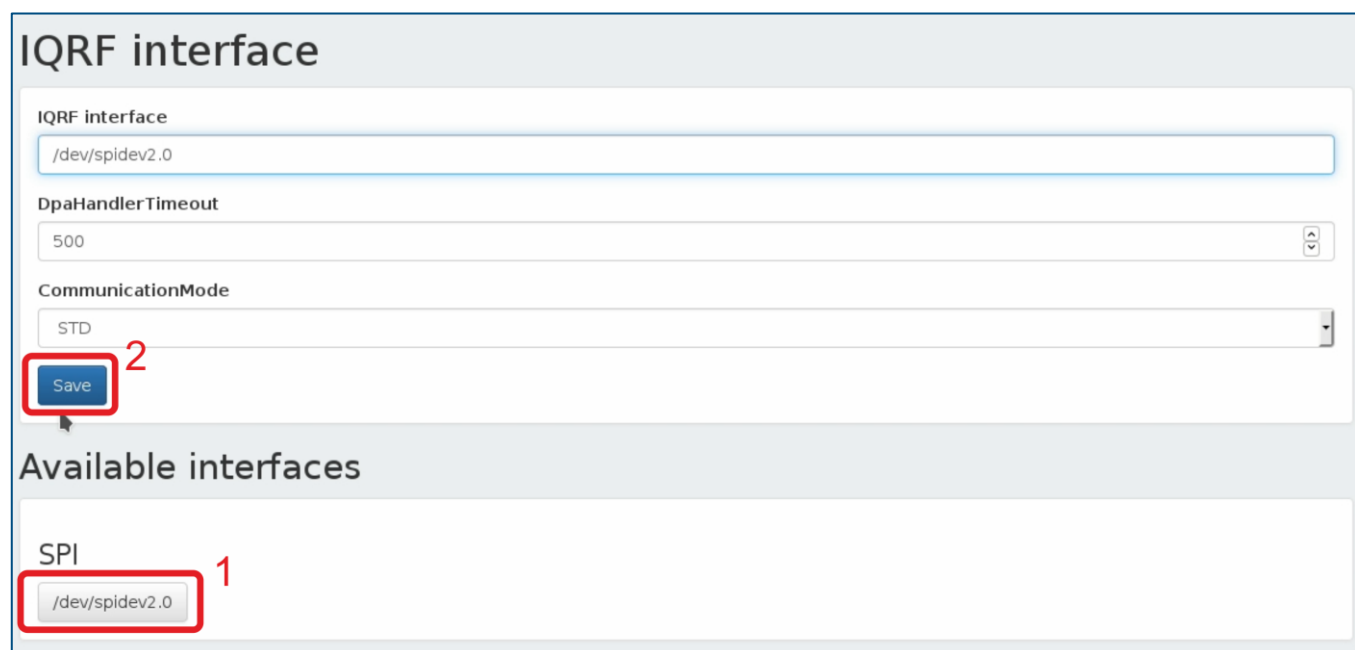 IQRF interface
IQRF interface
/dev/spidev2.0
DpaHandlerTimeout
500
CommunicationMode
STD
2
Save
Available interfaces
SPI
1
/dev/spidev2.0